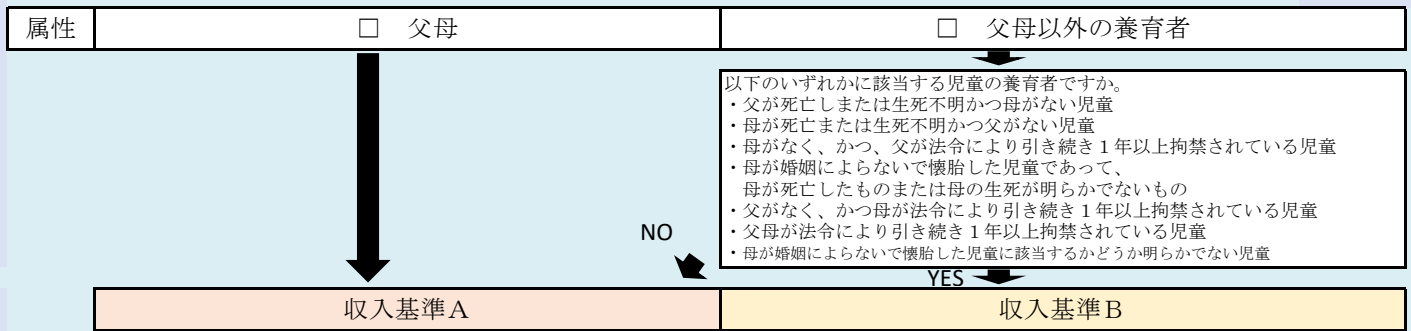 属性
□ 父母
□ 父母以外の養育者
以下のいずれかに該当する児童の養育者ですか。
・父が死亡しまたは生死不明かつ母がない児童
・母が死亡または生死不明かつ父がない児童
・母がなく、かつ、父が法令により引き続き１年以上拘禁されている児童
・母が婚姻によらないで懐胎した児童であって、
母が死亡したものまたは母の生死が明らかでないもの
・父がなく、かつ母が法令により引き続き１年以上拘禁されている児童
・父母が法令により引き続き１年以上拘禁されている児童
・母が婚姻によらないで懐胎した児童に該当するかどうか明らかでない児童
NO
YES
収入基準A
収入基準B